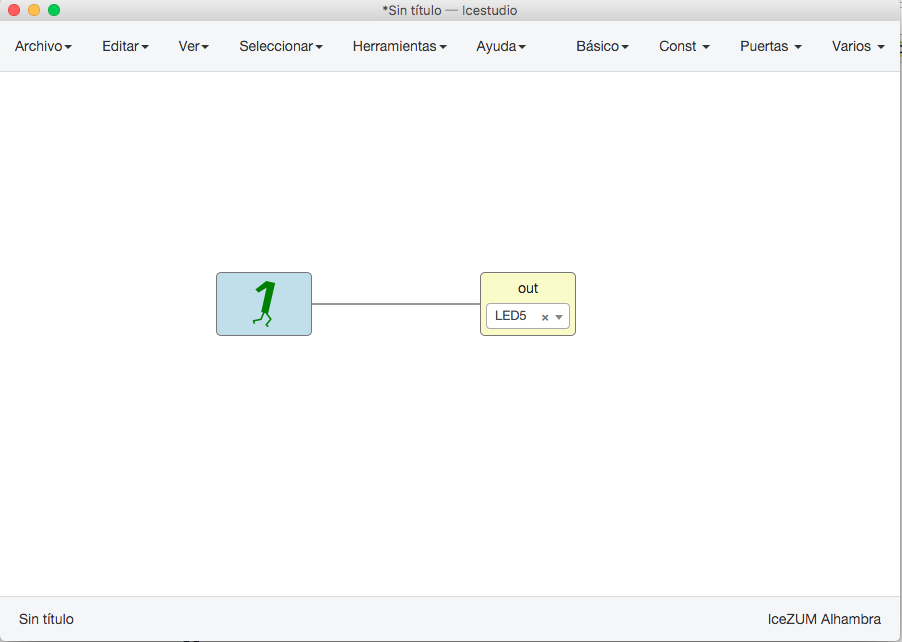 *Sin título — Icestudio
Archivo Editar Ver Seleccionar Herramientas Ayuda Básico Const Puertas Varios
1
out
LED5 ×
Sin título
IceZUM Alhambra